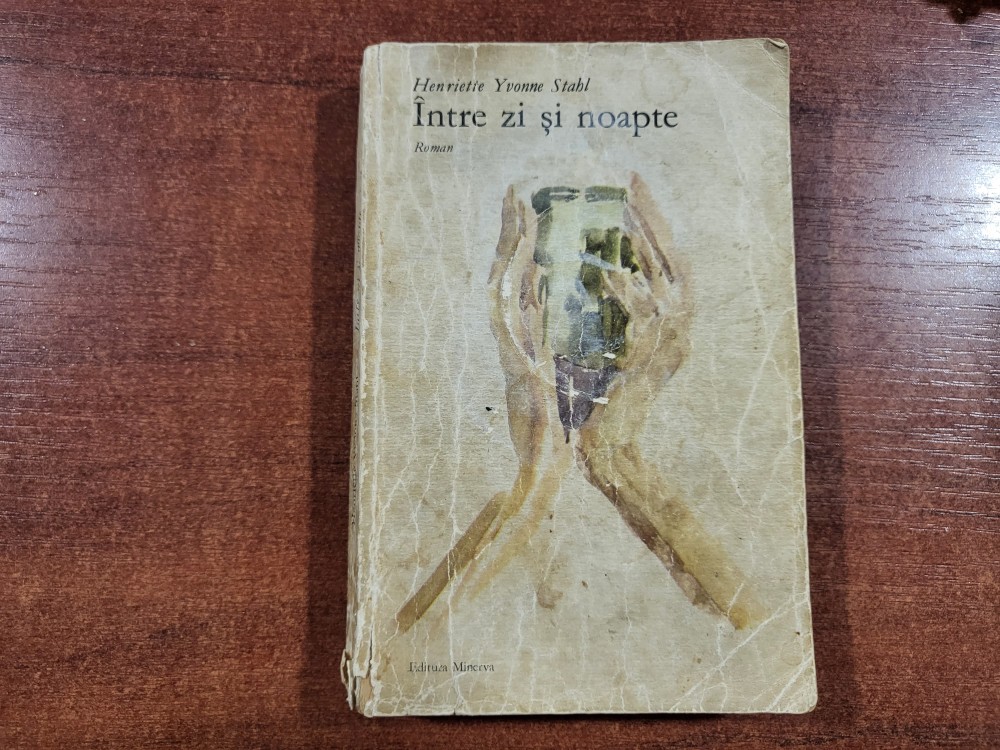 Henriette Yvonne Stahl
Între zi și noapte
Roman
Editura Minerva